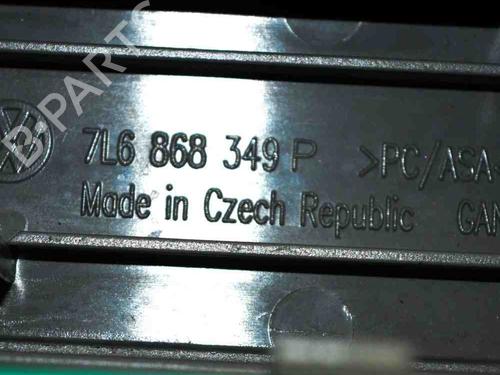 7L6 868 349 P >PC/ASA<
Made in Czech Republic GAN
B-PARTS